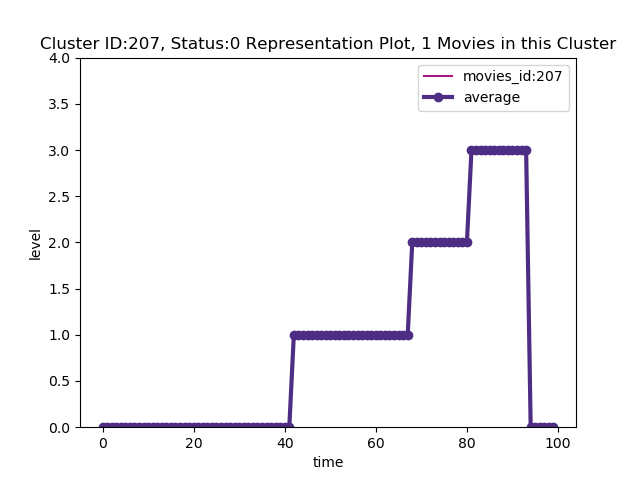 Cluster ID:207, Status:0 Representation Plot, 1 Movies in this Cluster
movies_id:207
average
level
4.0
3.5
3.0
2.5
2.0
1.5
1.0
0.5
0.0
0 20 40 60 80 100
time